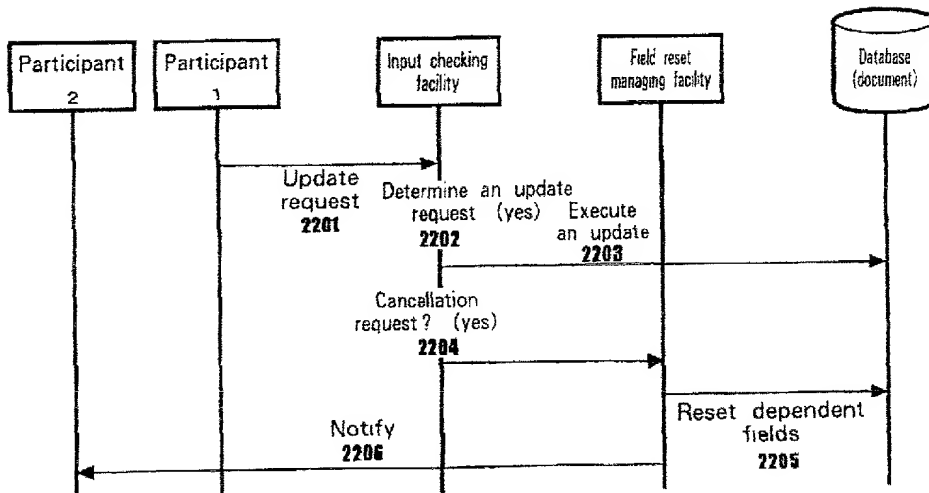 Participant
2
Participant
1
Input checking
facility
Field reset
managing facility
Database
(document)
Update
request
2201
Determine an update
request (yes)
2202
Execute
an update
2203
Cancellation
request? (yes)
2204
Reset dependent
fields
2205
Notify
2206